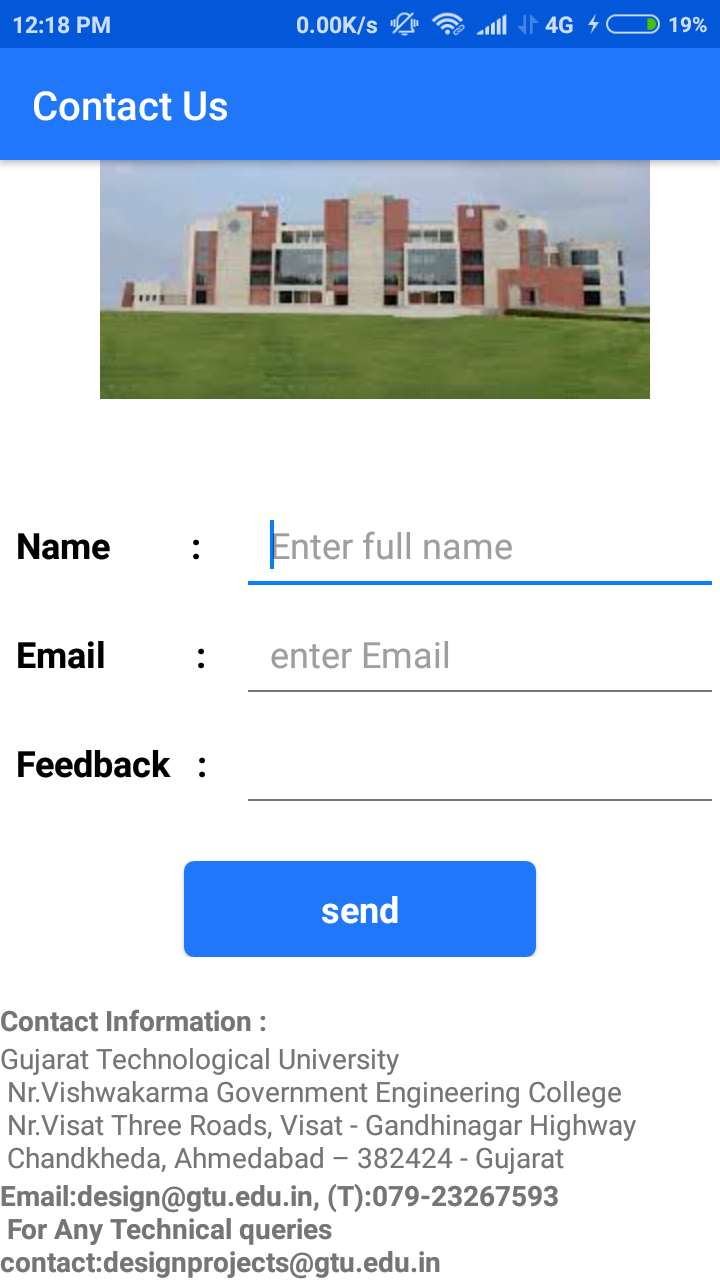 12:18 PM 0.00K/s 4G 19%
Contact Us
Name : Enter full name
Email : enter Email
Feedback :
send
Contact Information :
Gujarat Technological University
Nr.Vishwakarma Government Engineering College
Nr.Visat Three Roads, Visat - Gandhinagar Highway
Chandkheda, Ahmedabad – 382424 - Gujarat
Email:design@gtu.edu.in, (T):079-23267593
For Any Technical queries
contact:designprojects@gtu.edu.in